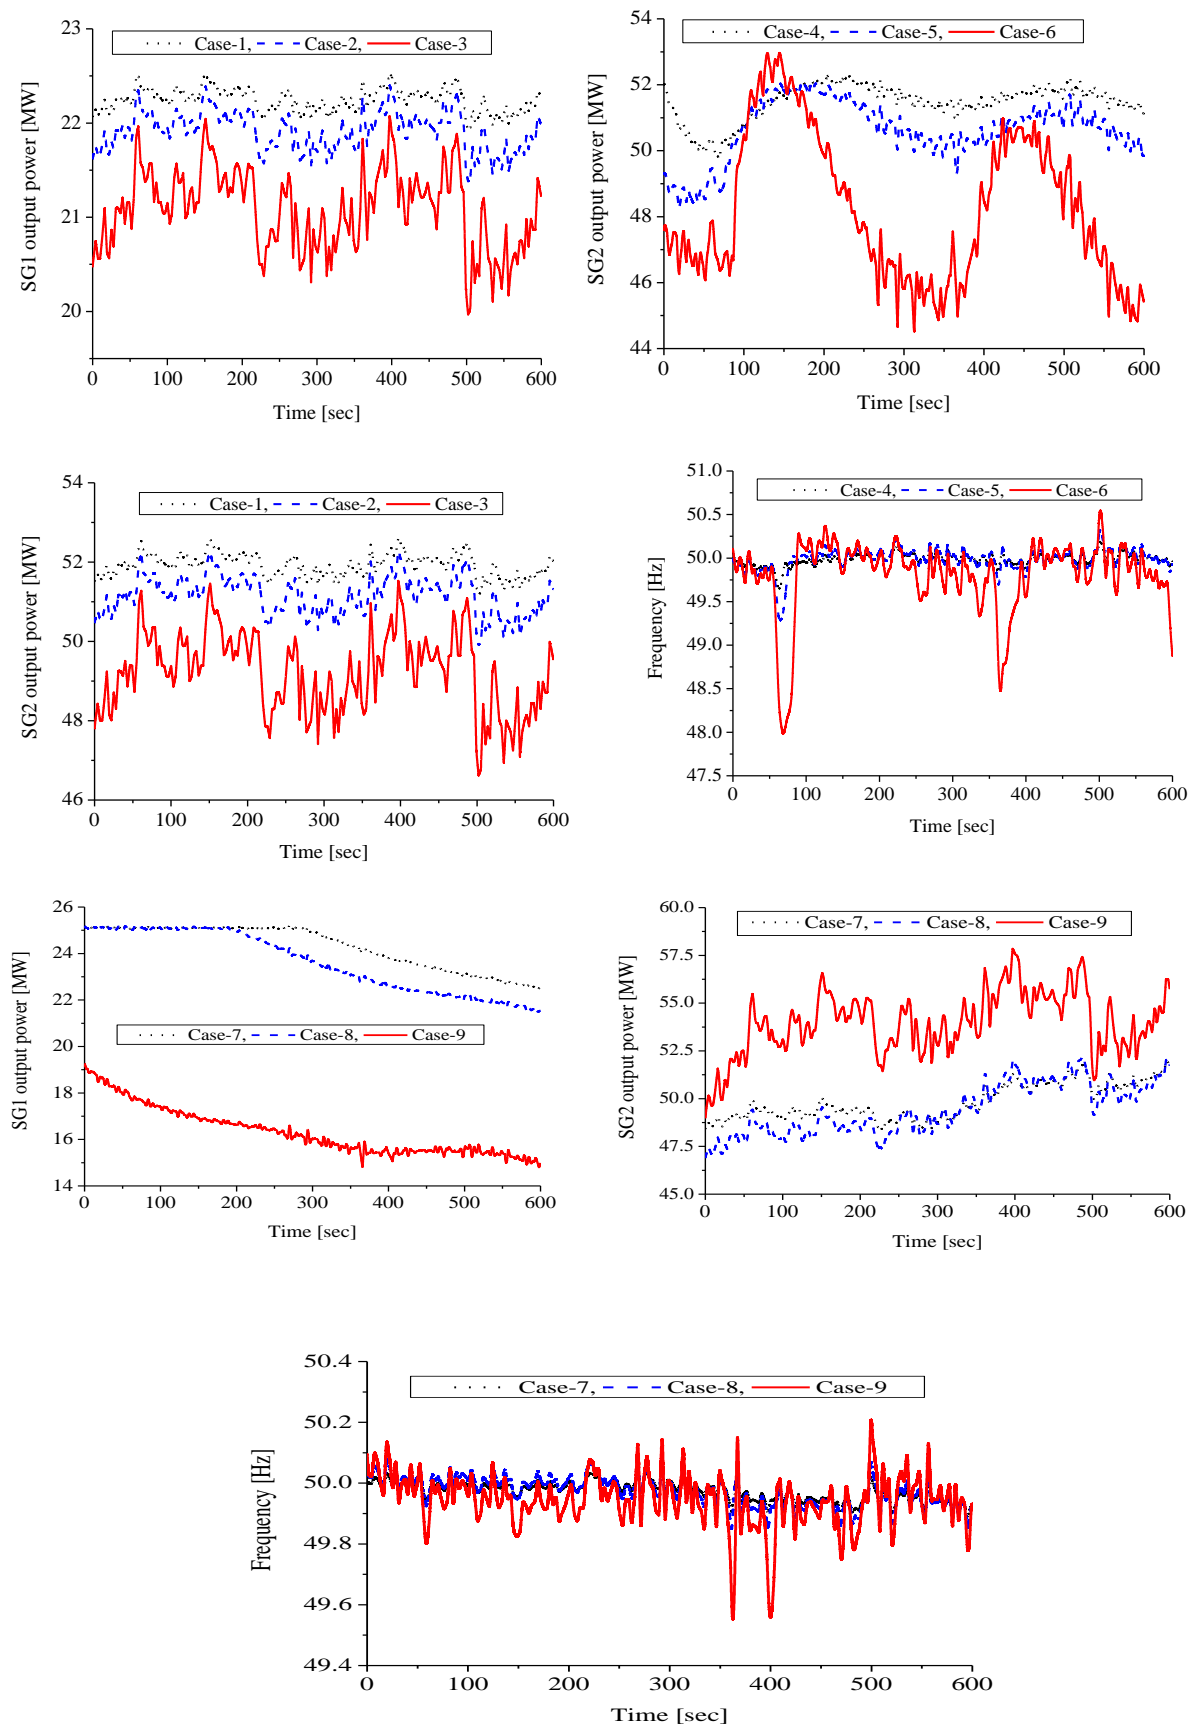 23
22
21
20
SG1 output power [MW]
Case-1, Case-2, Case-3
0 100 200 300 400 500 600
Time [sec]
54
52
50
48
46
44
SG2 output power [MW]
Case-4, Case-5, Case-6
0 100 200 300 400 500 600
Time [sec]
54
52
50
48
46
SG2 output power [MW]
Case-1, Case-2, Case-3
0 100 200 300 400 500 600
Time [sec]
51.0
50.5
50.0
49.5
49.0
48.5
48.0
47.5
Frequency [Hz]
Case-4, Case-5, Case-6
0 100 200 300 400 500 600
Time [sec]
26
24
22
20
18
16
14
SG1 output power [MW]
Case-7, Case-8, Case-9
0 100 200 300 400 500 600
Time [sec]
60.0
57.5
55.0
52.5
50.0
47.5
45.0
SG2 output power [MW]
Case-7, Case-8, Case-9
0 100 200 300 400 500 600
Time [sec]
50.4
50.2
50.0
49.8
49.6
49.4
Frequency [Hz]
Case-7, Case-8, Case-9
0 100 200 300 400 500 600
Time [sec]